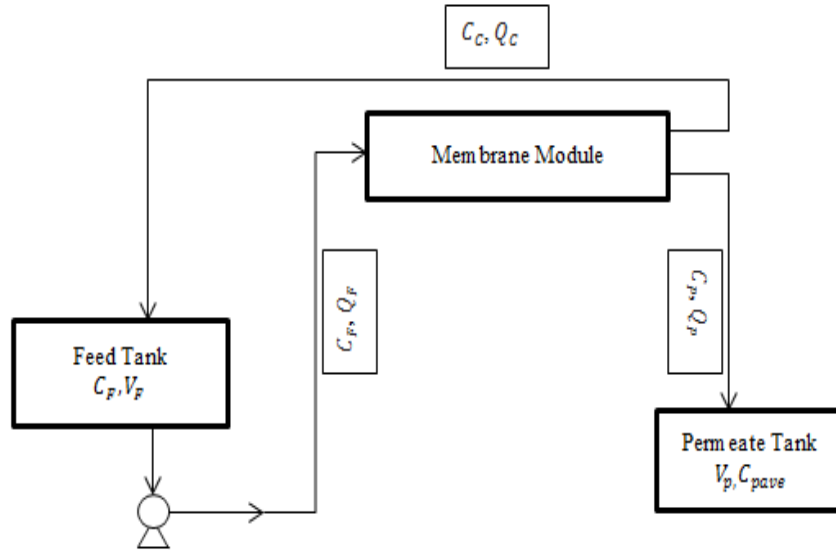 C_C, Q_C
Membrane Module
C_F, Q_F
C_P, Q_P
Feed Tank
C_F, V_F
Permeate Tank
V_p, C_pave